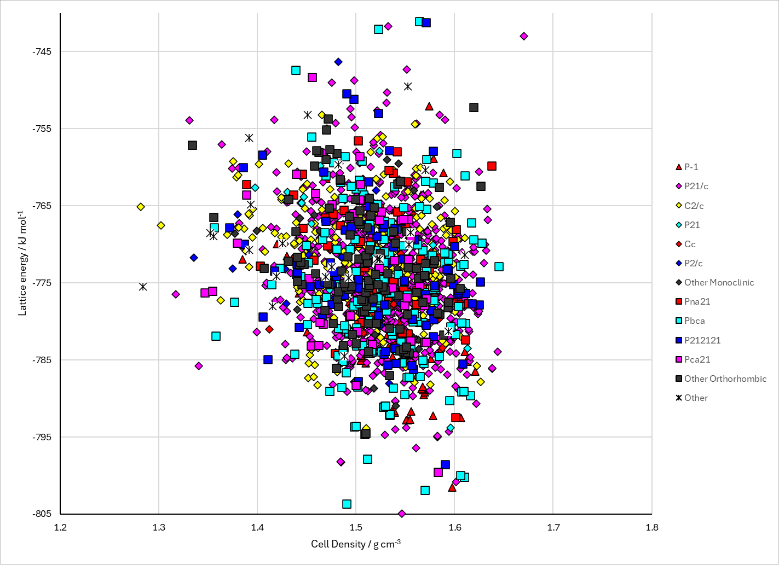 -745
-755
-765
-775
-785
-795
-805
Lattice energy / kJ mol⁻¹
1.2 1.3 1.4 1.5 1.6 1.7 1.8
Cell Density / g cm⁻³
P-1
P21/c
C2/c
P21
Cc
P2/c
Other Monoclinic
Pna21
Pbca
P212121
Pca21
Other Orthorhombic
Other